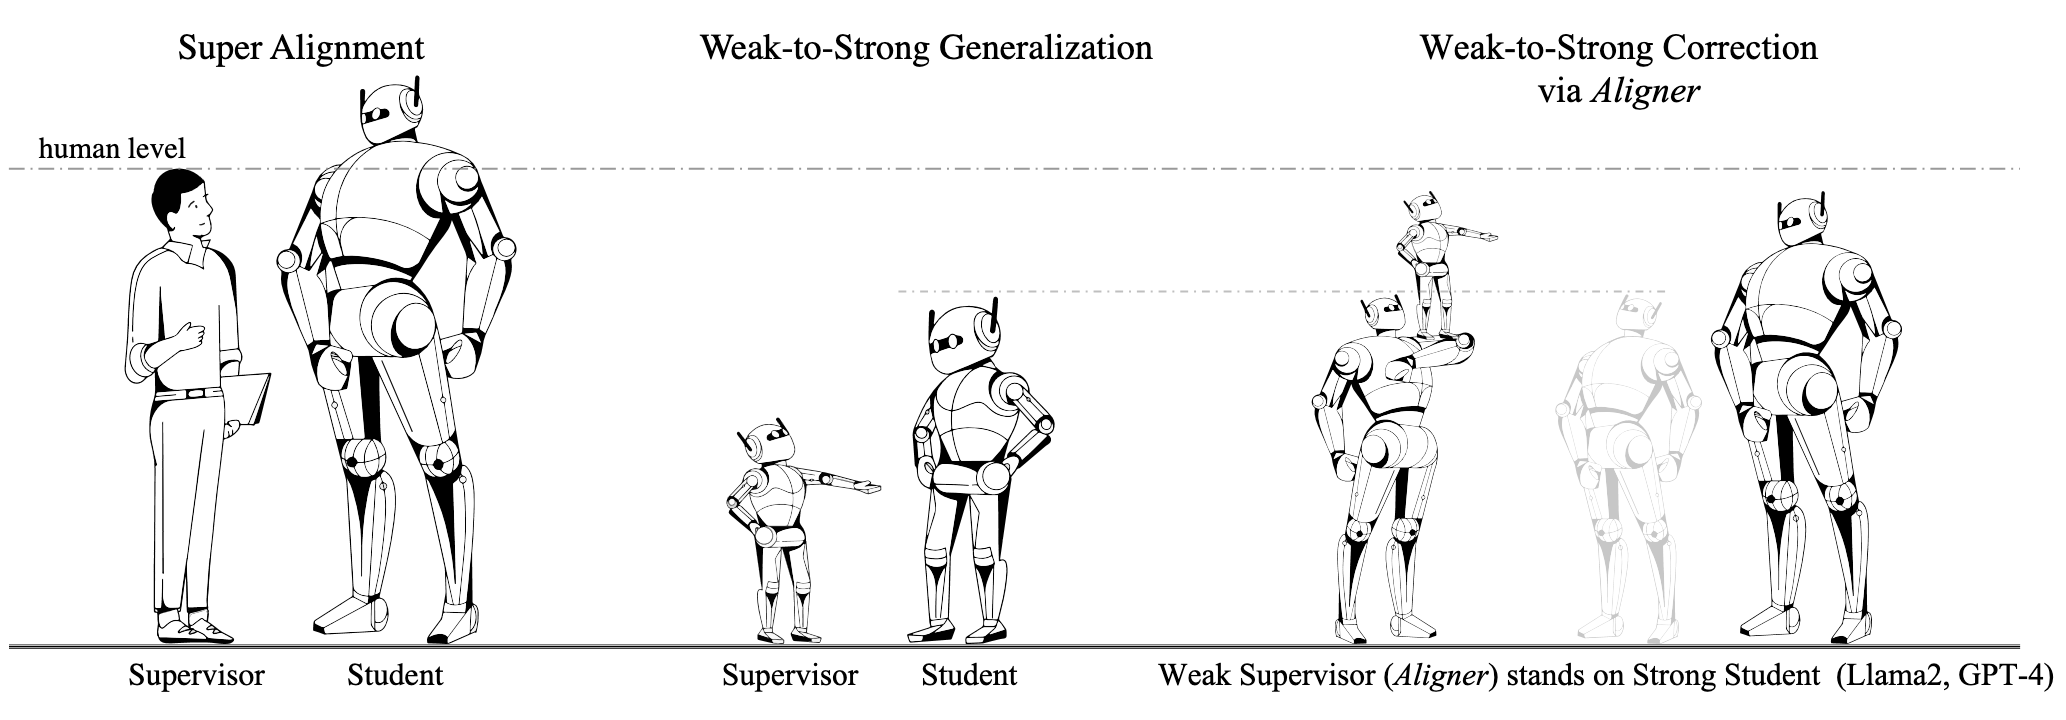 Super Alignment
Weak-to-Strong Generalization
Weak-to-Strong Correction
via Aligner
human level
Supervisor
Student
Supervisor
Student
Weak Supervisor (Aligner) stands on Strong Student (Llama2, GPT-4)